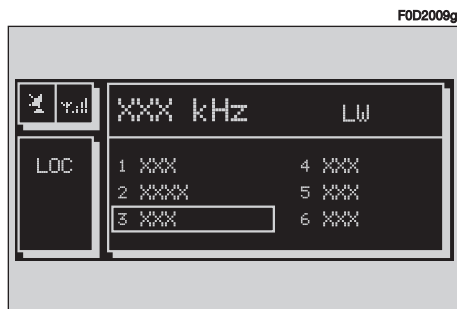 F0D2009g
XXX kHz LW
LOC
1 XXX 4 XXX
2 XXXX 5 XXX
3 XXX 6 XXX